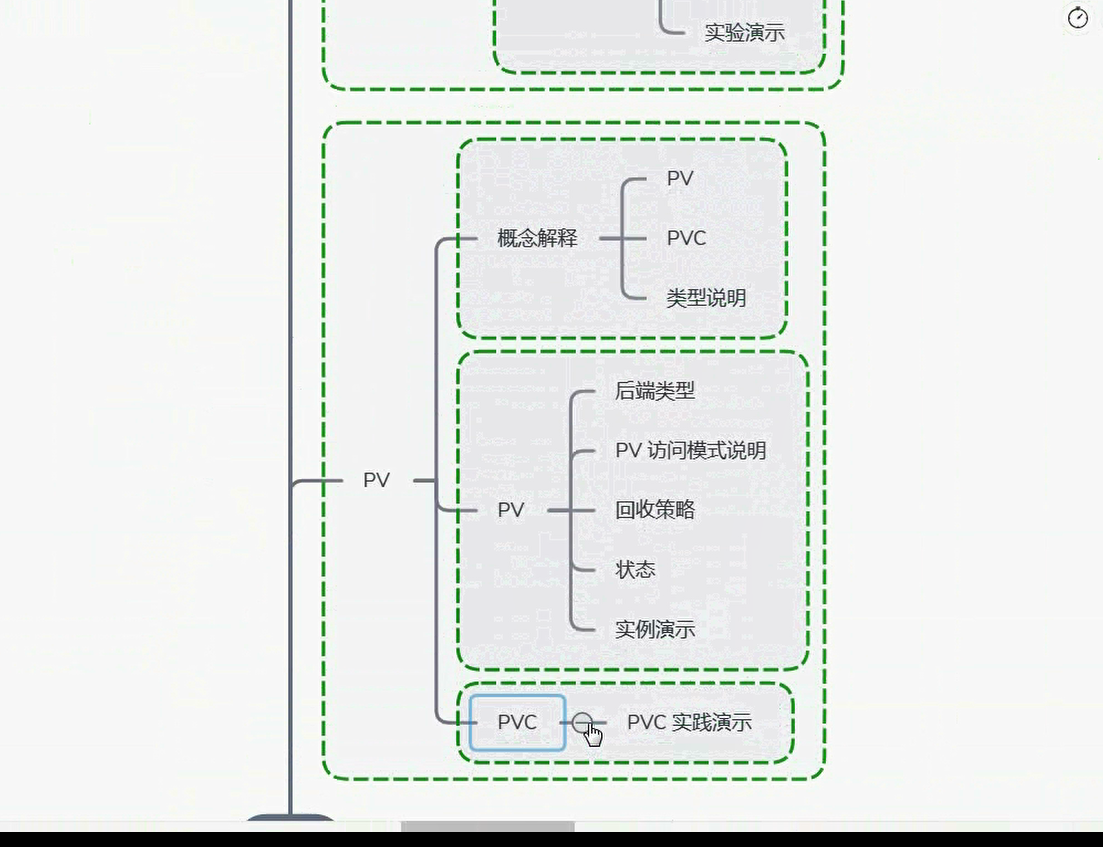 实验演示
PV
概念解释
PVC
类型说明
后端类型
PV 访问模式说明
PV
PV
回收策略
状态
实例演示
PVC
PVC 实践演示